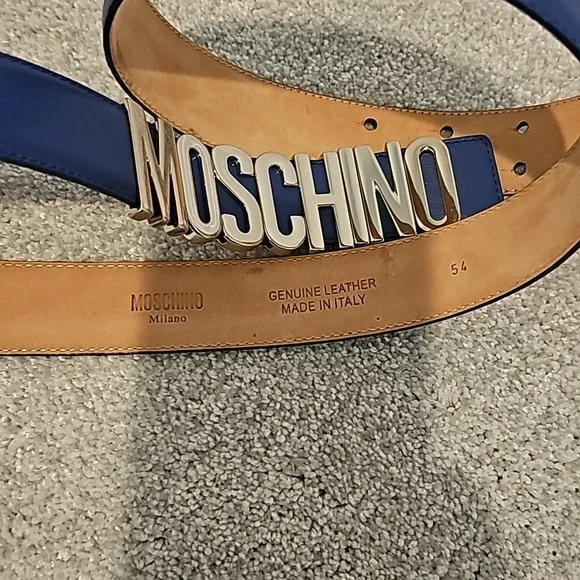 MOSCHINO
MOSCHINO
Milano
GENUINE LEATHER
MADE IN ITALY
54